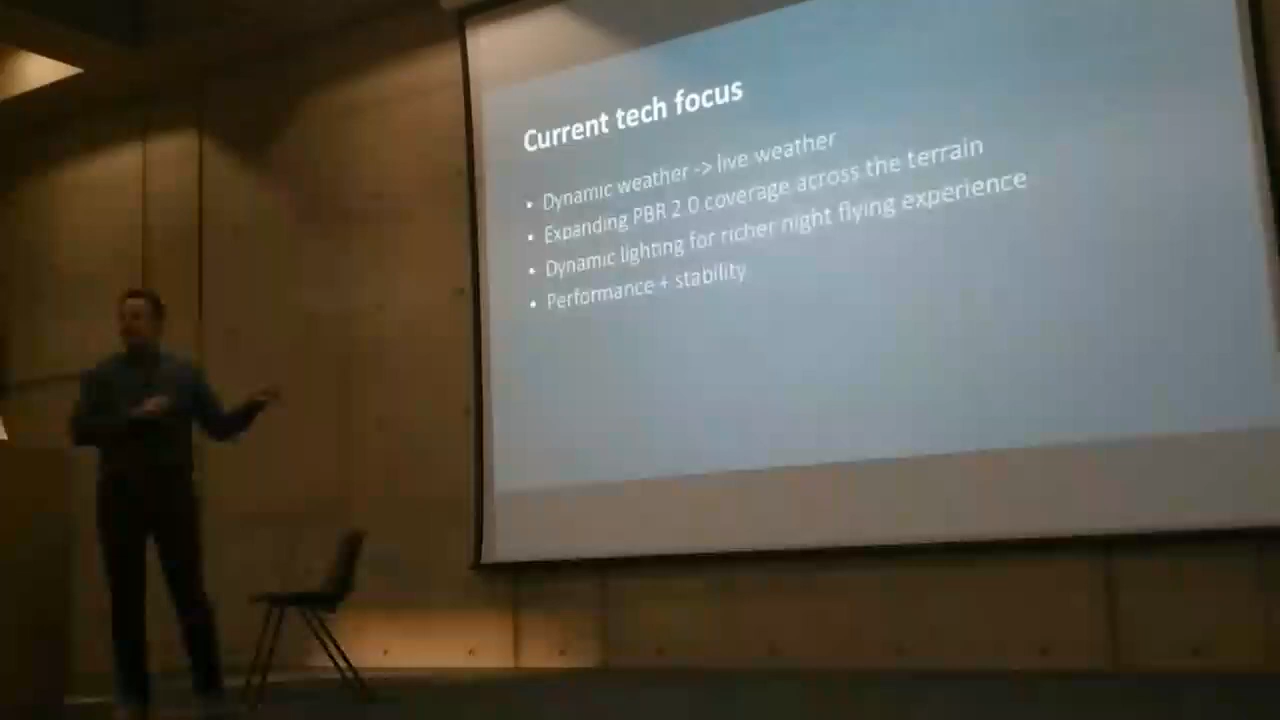 Current tech focus
• Dynamic weather -> live weather
• Expanding PBR 2 0 coverage across the terrain
• Dynamic lighting for richer night flying experience
• Performance + stability